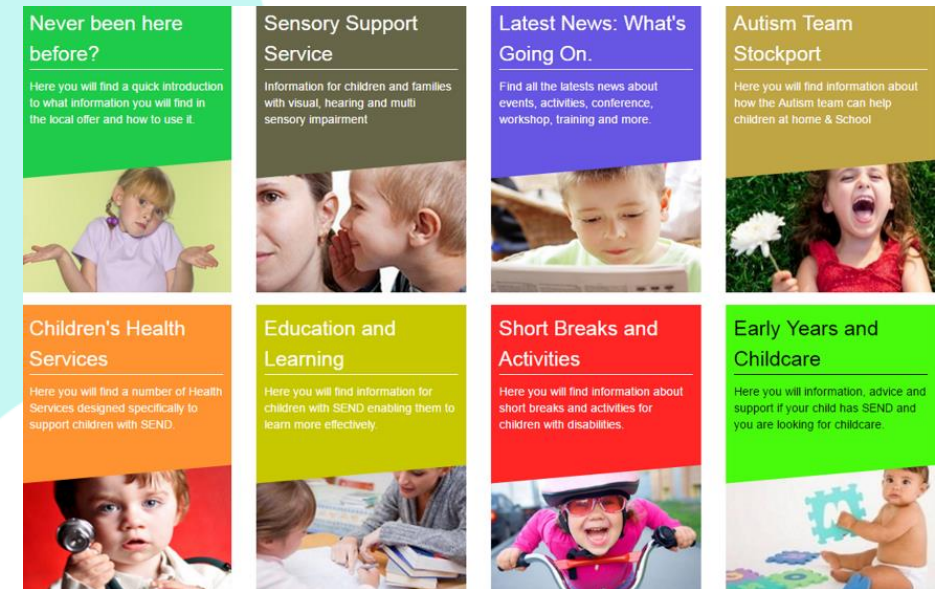 Never been here
before?
Here you will find a quick introduction
to what information you will find in
the local offer and how to use it.
Sensory Support
Service
Information for children and families
with visual, hearing and multi
sensory impairment
Latest News: What's
Going On.
Find all the latests news about
events, activities, conference,
workshop, training and more.
Autism Team
Stockport
Here you will find information about
how the Autism team can help
children at home & School
Children's Health
Services
Here you will find a number of Health
Services designed specifically to
support children with SEND.
Education and
Learning
Here you will find information for
children with SEND enabling them to
learn more effectively.
Short Breaks and
Activities
Here you will find information about
short breaks and activities for
children with disabilities.
Early Years and
Childcare
Here you will information, advice and
support if your child has SEND and
you are looking for childcare.